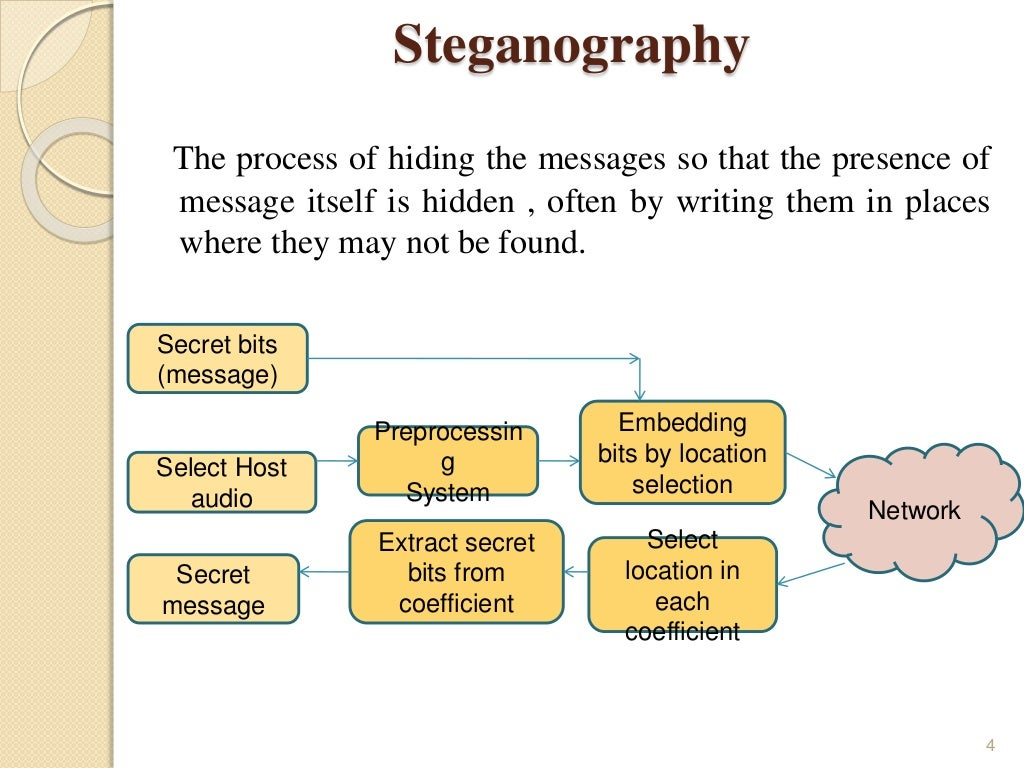 Steganography
The process of hiding the messages so that the presence of
message itself is hidden , often by writing them in places
where they may not be found.
Secret bits
(message)
Select Host
audio
Preprocessin
g
System
Embedding
bits by location
selection
Network
Select
location in
each
coefficient
Extract secret
bits from
coefficient
Secret
message
4